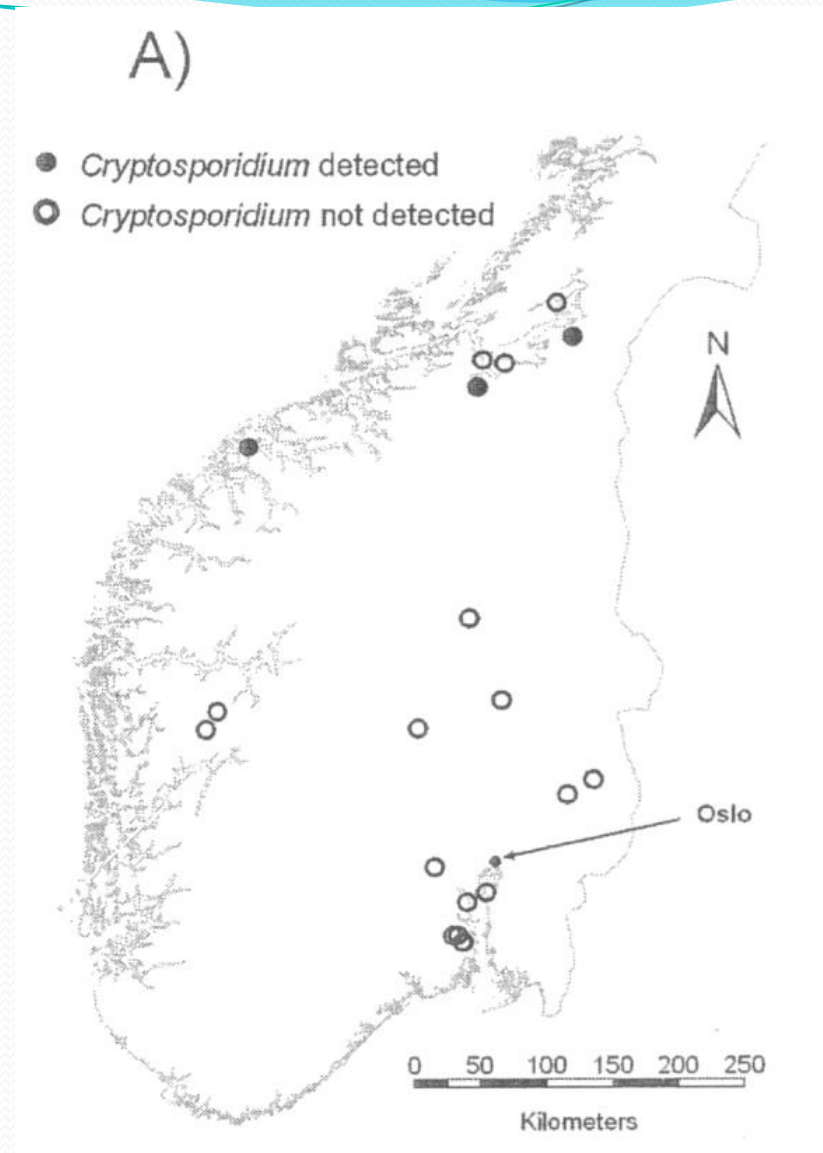 A)
Cryptosporidium detected
Cryptosporidium not detected
N
Oslo
0 50 100 150 200 250
Kilometers